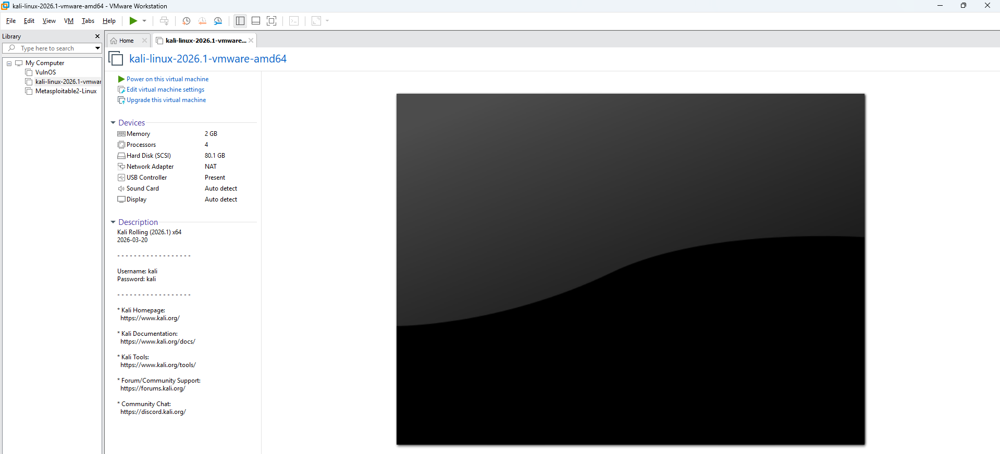 kali-linux-2026.1-vmware-amd64 - VMware Workstation
File Edit View VM Tabs Help
Library
Type here to search
My Computer
VulnOS
kali-linux-2026.1-vmwar
Metasploitable2-Linux
Home
kali-linux-2026.1-vmware...
kali-linux-2026.1-vmware-amd64
Power on this virtual machine
Edit virtual machine settings
Upgrade this virtual machine
Devices
Memory 2 GB
Processors 4
Hard Disk (SCSI) 80.1 GB
Network Adapter NAT
USB Controller Present
Sound Card Auto detect
Display Auto detect
Description
Kali Rolling (2026.1) x64
2026-03-20
- - - - - - - - - - - - - - - - - -
Username: kali
Password: kali
- - - - - - - - - - - - - - - - - -
* Kali Homepage:
https://www.kali.org/
* Kali Documentation:
https://www.kali.org/docs/
* Kali Tools:
https://www.kali.org/tools/
* Forum/Community Support:
https://forums.kali.org/
* Community Chat:
https://discord.kali.org/